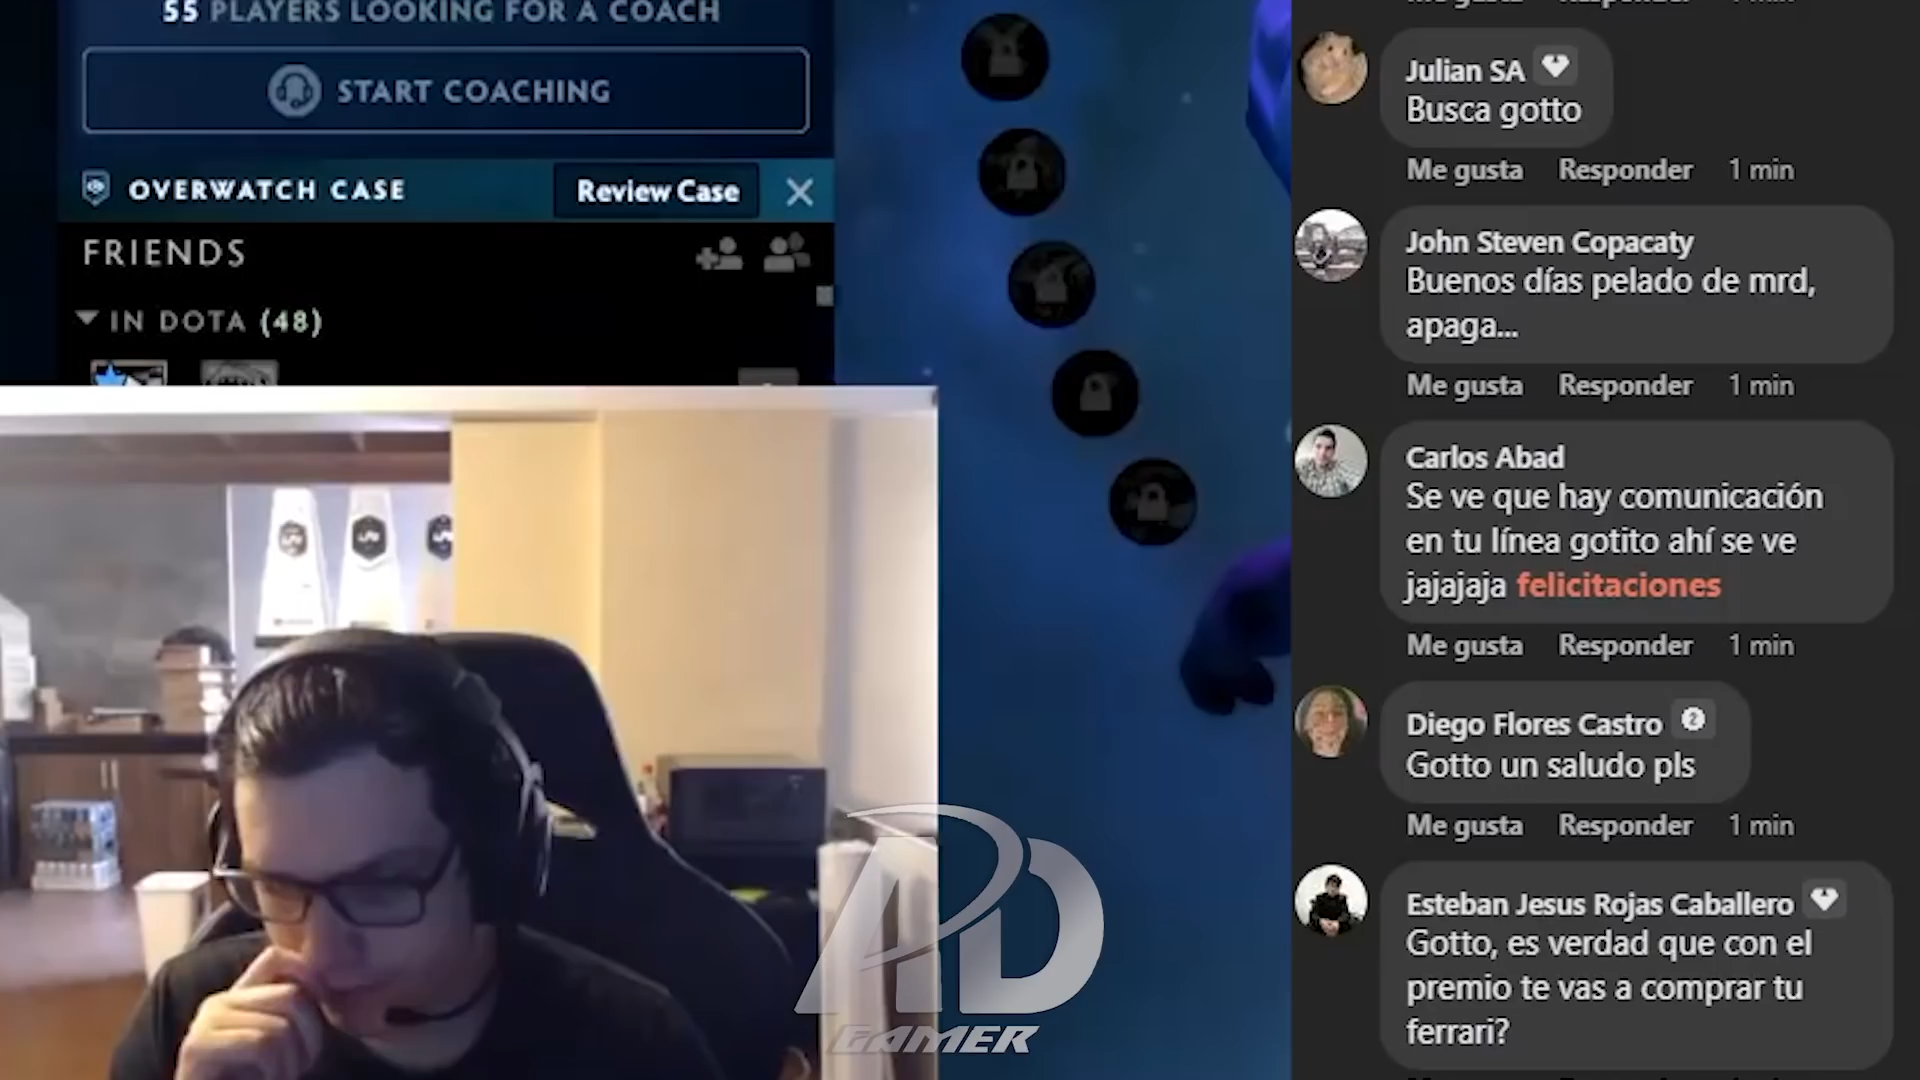 55 PLAYERS LOOKING FOR A COACH
START COACHING
OVERWATCH CASE
Review Case
FRIENDS
IN DOTA (48)
AD
GAMER
Julian SA
Busca gotto
Me gusta Responder 1 min
John Steven Copacaty
Buenos días pelado de mrd,
apaga...
Me gusta Responder 1 min
Carlos Abad
Se ve que hay comunicación
en tu línea gotito ahí se ve
jajajaja felicitaciones
Me gusta Responder 1 min
Diego Flores Castro
Gotto un saludo pls
Me gusta Responder 1 min
Esteban Jesus Rojas Caballero
Gotto, es verdad que con el
premio te vas a comprar tu
ferrari?